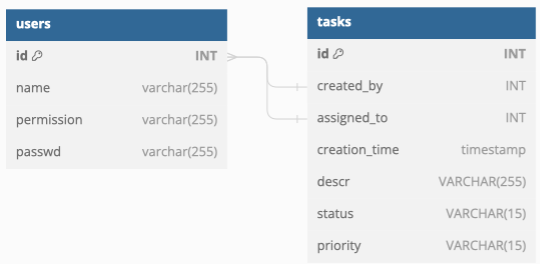 users
id INT
name varchar(255)
permission varchar(255)
passwd varchar(255)
tasks
id INT
created_by INT
assigned_to INT
creation_time timestamp
descr VARCHAR(255)
status VARCHAR(15)
priority VARCHAR(15)